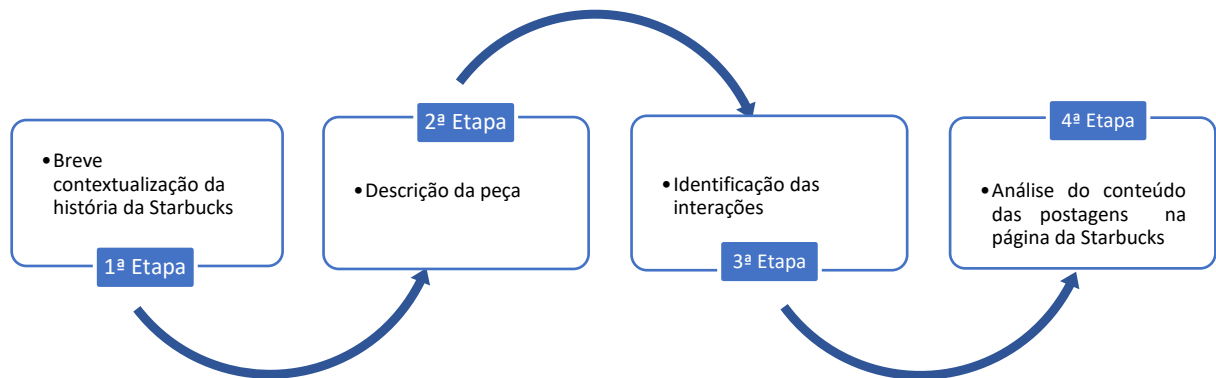 •Breve
contextualização da
história da Starbucks
1ª Etapa
2ª Etapa
•Descrição da peça
•Identificação das
interações
3ª Etapa
4ª Etapa
•Análise do conteúdo
das postagens na
página da Starbucks